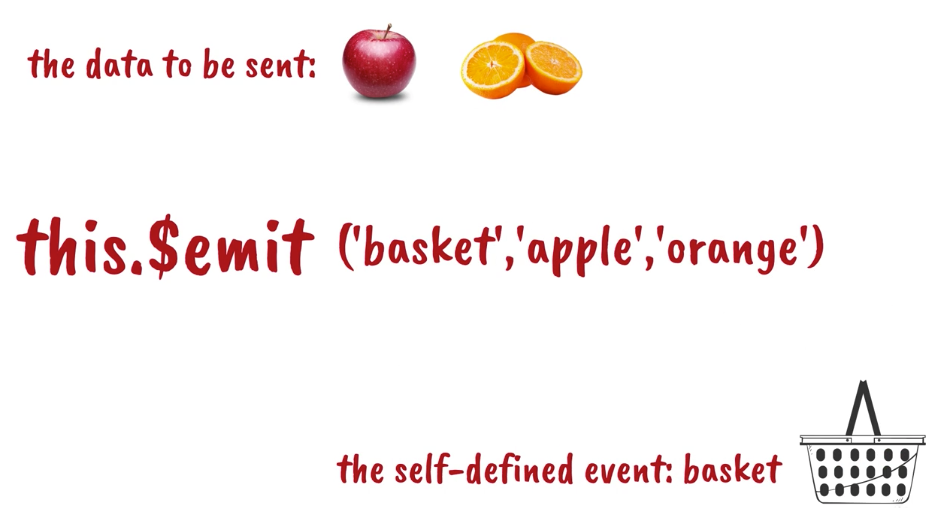 the data to be sent:
this.$emit ('basket','apple','orange')
the self-defined event: basket